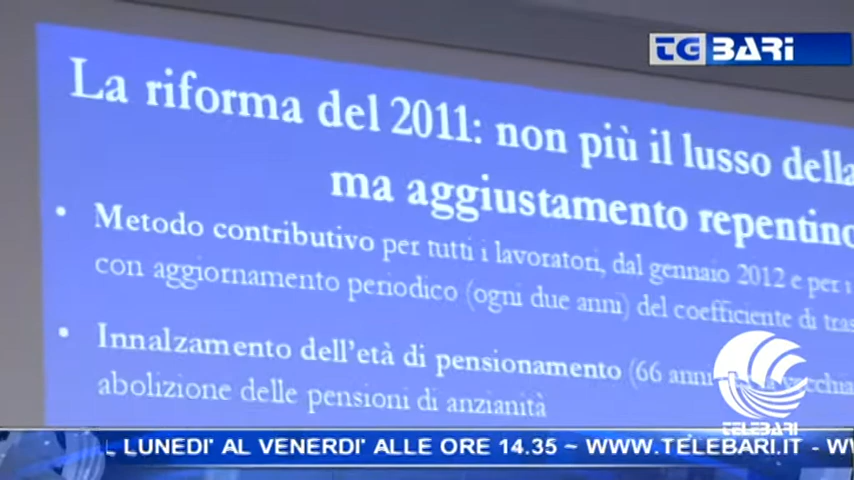 TG BARI
La riforma del 2011: non più il lusso della
ma aggiustamento repentino
• Metodo contributivo per tutti i lavoratori, dal gennaio 2012 e per i
con aggiornamento periodico (ogni due anni) del coefficiente di tras
• Innalzamento dell'età di pensionamento (66 anni
abolizione delle pensioni di anzianità
TELEBARI
L LUNEDI' AL VENERDI' ALLE ORE 14.35 ~ WWW.TELEBARI.IT - WW